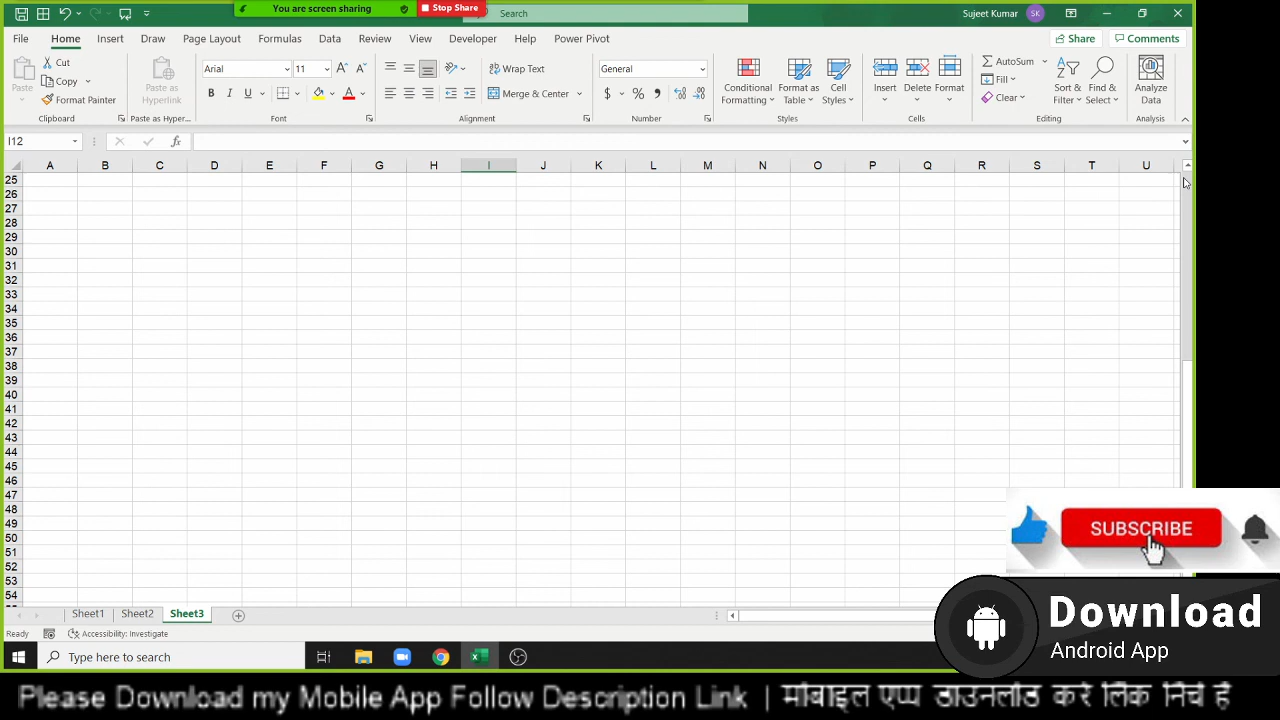 You are screen sharing
Stop Share
Search
Sujeet Kumar
SK
File Home Insert Draw Page Layout Formulas Data Review View Developer Help Power Pivot
Share
Comments
Paste
Cut
Copy
Format Painter
Clipboard
Paste as Hyperlink
Paste as Hyper...
Arial
11
B I U
Font
Wrap Text
Merge & Center
Alignment
General
$ % ,
Number
Conditional Formatting
Format as Table
Cell Styles
Styles
Insert
Delete
Format
Cells
AutoSum
Fill
Clear
Sort & Filter
Find & Select
Editing
Analyze Data
Analysis
I12
fx
A B C D E F G H I J K L M N O P Q R S T U
25
26
27
28
29
30
31
32
33
34
35
36
37
38
39
40
41
42
43
44
45
46
47
48
49
50
51
52
53
54
SUBSCRIBE
Sheet1 Sheet2 Sheet3
Ready
Accessibility: Investigate
Download
Android App
Type here to search
Please Download my Mobile App Follow Description Link | मोबाइल एप्प डाउनलोड करे लिंक निचे है